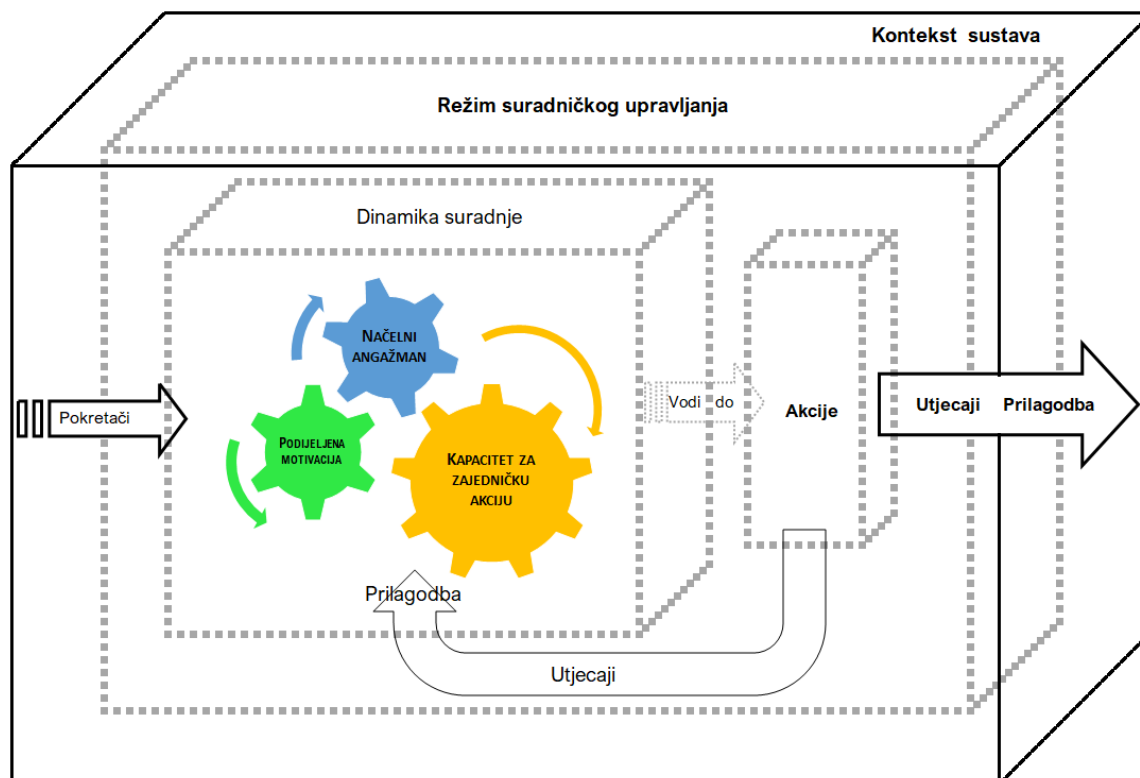 Kontekst sustava
Režim suradničkog upravljanja
Dinamika suradnje
NAČELNI
ANGAŽMAN
Pokretači
PODIJELJENA
MOTIVACIJA
KAPACITET ZA
ZAJEDNIČKU
AKCIJU
Vodi do
Akcije
Utjecaji Prilagodba
Prilagodba
Utjecaji